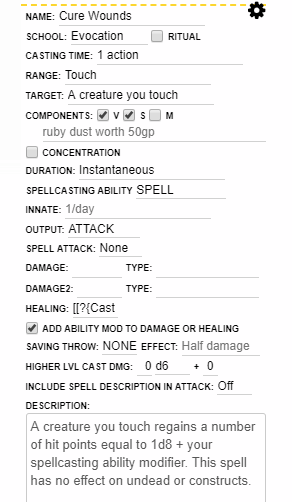 NAME: Cure Wounds
SCHOOL: Evocation RITUAL
CASTING TIME: 1 action
RANGE: Touch
TARGET: A creature you touch
COMPONENTS: V S M
ruby dust worth 50gp
CONCENTRATION
DURATION: Instantaneous
SPELLCASTING ABILITY SPELL
INNATE: 1/day
OUTPUT: ATTACK
SPELL ATTACK: None
DAMAGE: TYPE:
DAMAGE2: TYPE:
HEALING: [[?{Cast
ADD ABILITY MOD TO DAMAGE OR HEALING
SAVING THROW: NONE EFFECT: Half damage
HIGHER LVL CAST DMG: 0 d6 + 0
INCLUDE SPELL DESCRIPTION IN ATTACK: Off
DESCRIPTION:
A creature you touch regains a number
of hit points equal to 1d8 + your
spellcasting ability modifier. This spell
has no effect on undead or constructs.